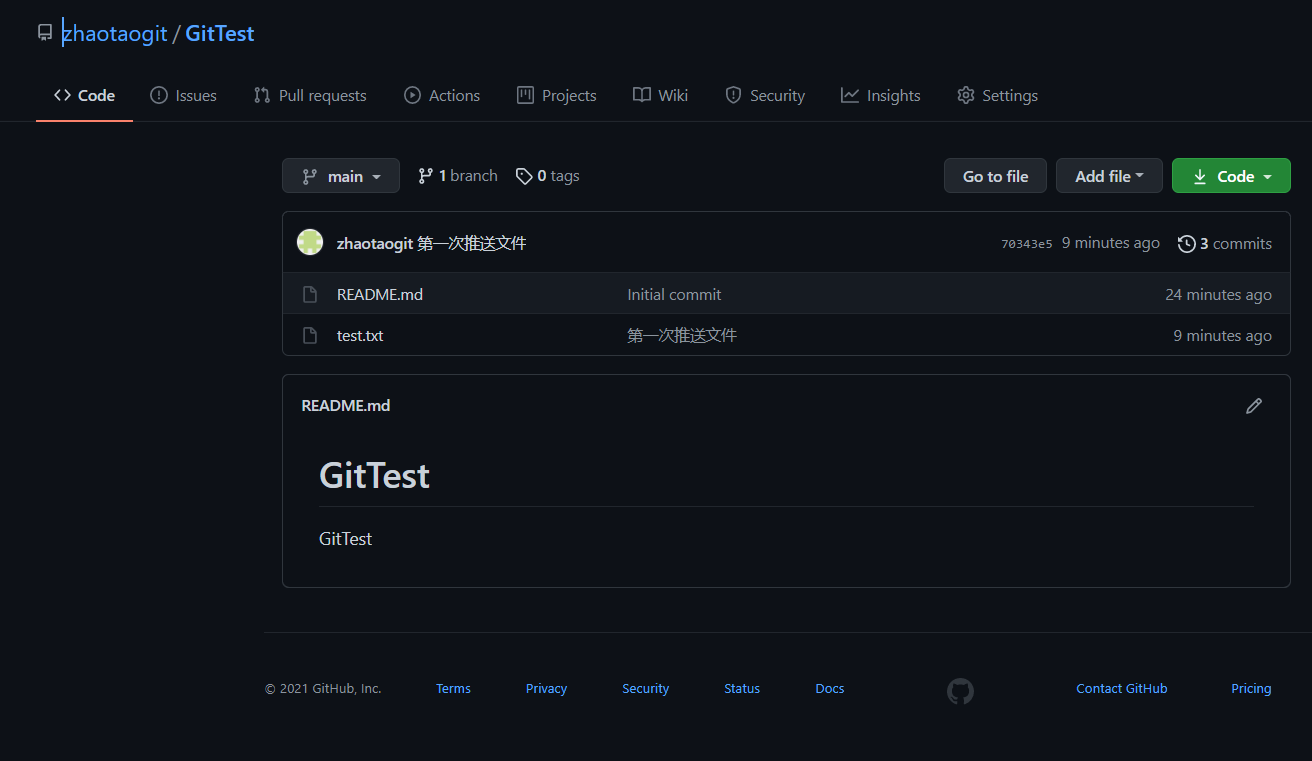 zhaotaogit / GitTest
Code Issues Pull requests Actions Projects Wiki Security Insights Settings
main 1 branch 0 tags Go to file Add file Code
zhaotaogit 第一次推送文件 70343e5 9 minutes ago 3 commits
README.md Initial commit 24 minutes ago
test.txt 第一次推送文件 9 minutes ago
README.md
GitTest
GitTest
© 2021 GitHub, Inc. Terms Privacy Security Status Docs Contact GitHub Pricing